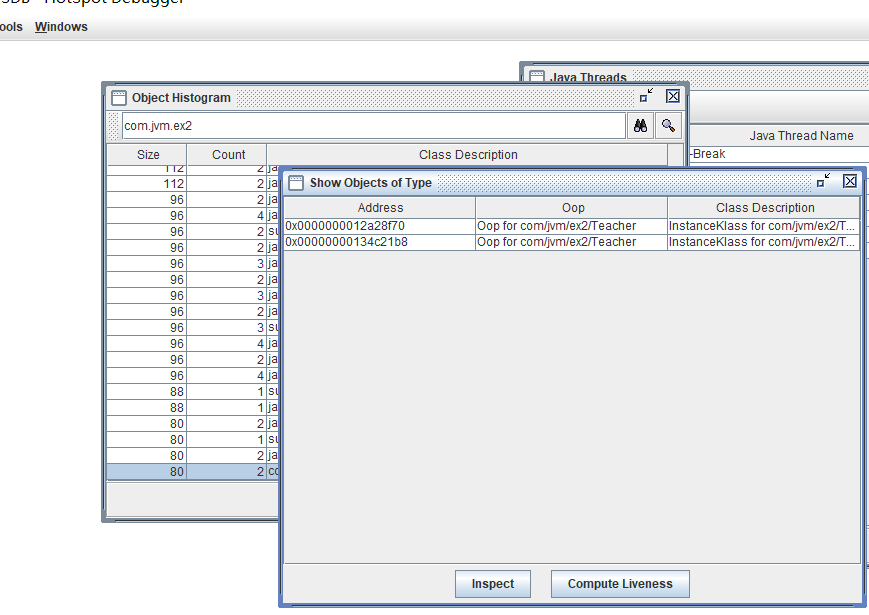 HotSpot Debugger
ools Windows
Java Threads
Object Histogram
com.jvm.ex2
Java Thread Name
-Break
Size Count Class Description
112 2 ja
112 2 ja
96 2 ja
96 4 ja
96 2 su
96 2 ja
96 3 ja
96 2 ja
96 3 ja
96 2 ja
96 3 su
96 4 ja
96 2 ja
96 4 ja
88 1 su
88 1 ja
80 2 ja
80 1 su
80 2 ja
80 2 co
Show Objects of Type
Address Oop Class Description
0x0000000012a28f70 Oop for com/jvm/ex2/Teacher InstanceKlass for com/jvm/ex2/T...
0x00000000134c21b8 Oop for com/jvm/ex2/Teacher InstanceKlass for com/jvm/ex2/T...
Inspect Compute Liveness